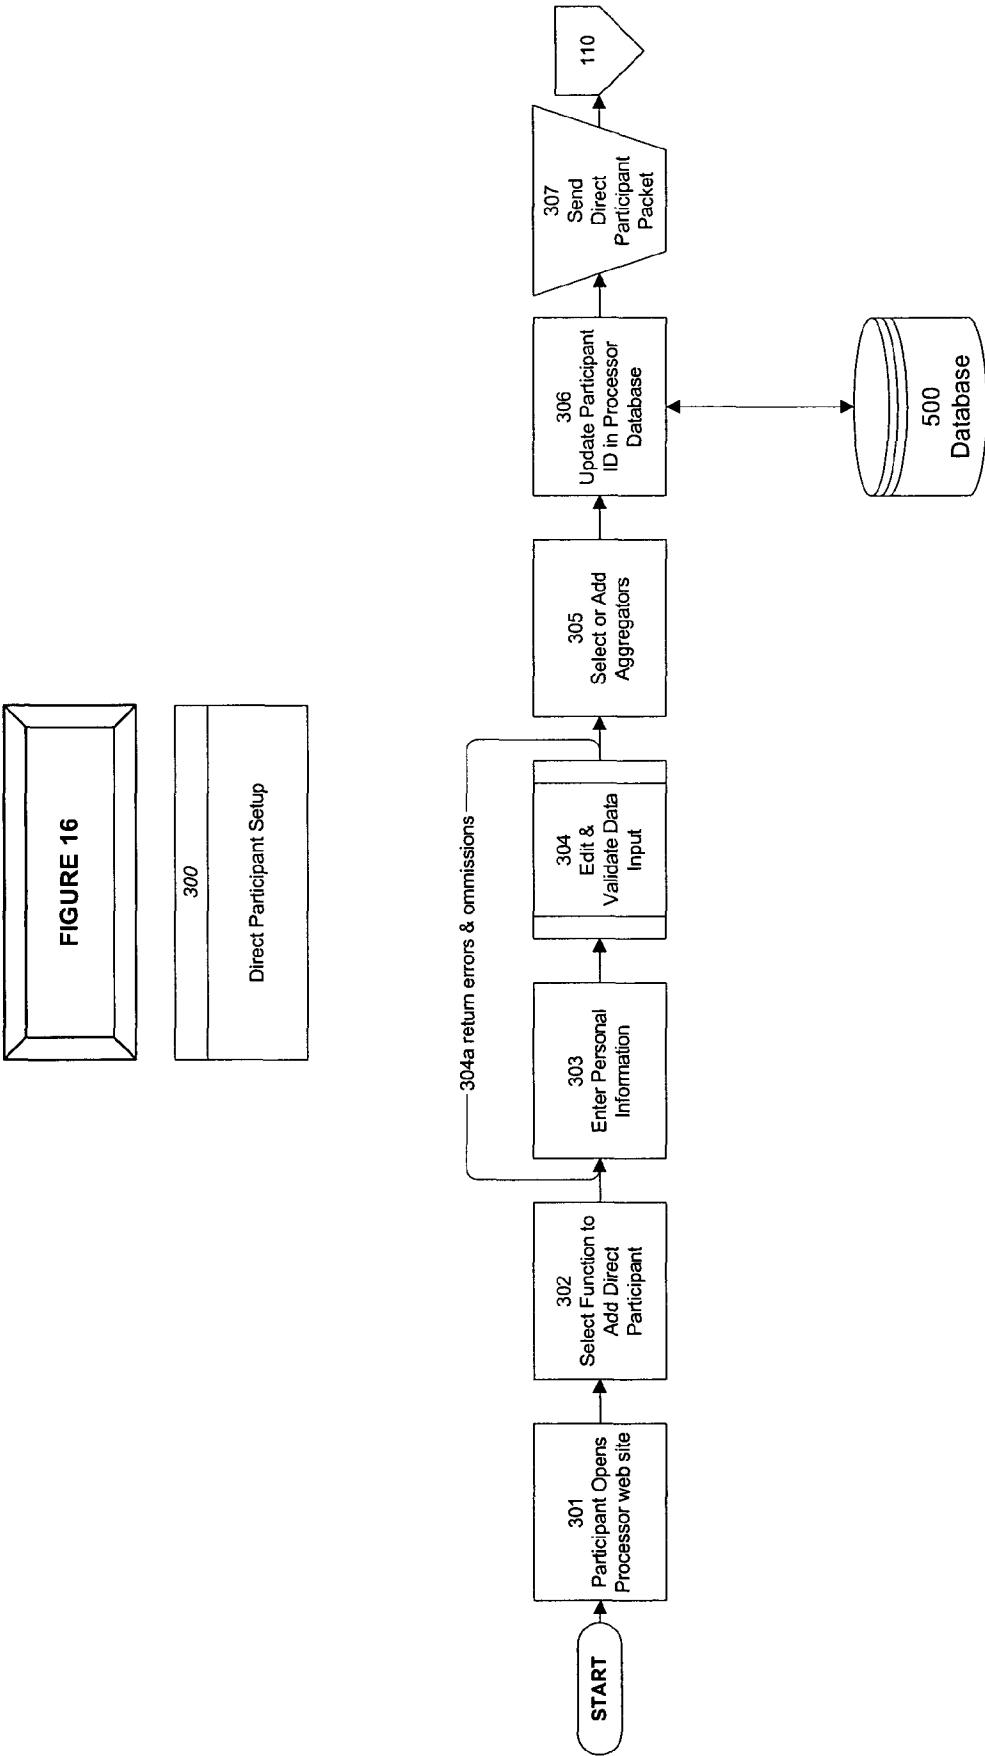 FIGURE 16
300
Direct Participant Setup
START
301
Participant Opens
Processor web site
302
Select Function to
Add Direct
Participant
304a return errors & ommissions
303
Enter Personal
Information
304
Edit &
Validate Data
Input
305
Select or Add
Aggregators
306
Update Participant
ID in Processor
Database
307
Send
Direct
Participant
Packet
110
500
Database